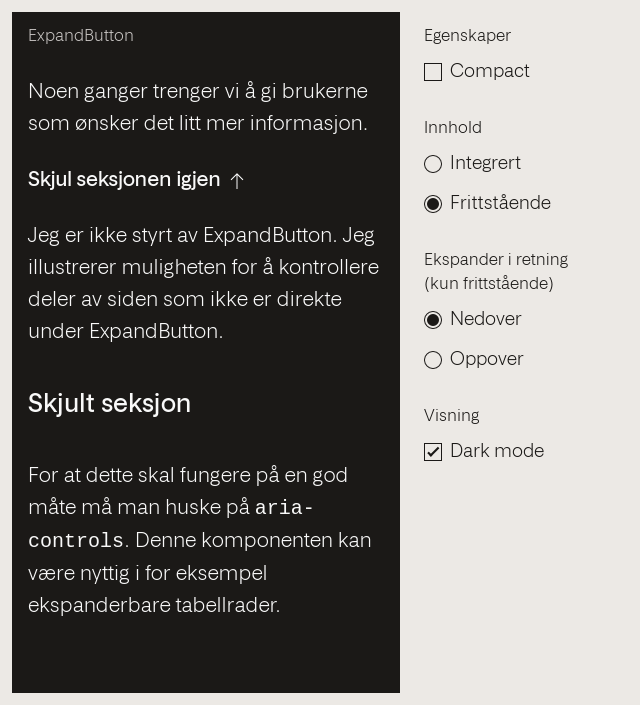 ExpandButton
Noen ganger trenger vi å gi brukerne
som ønsker det litt mer informasjon.
Skjul seksjonen igjen
Jeg er ikke styrt av ExpandButton. Jeg
illustrerer muligheten for å kontrollere
deler av siden som ikke er direkte
under ExpandButton.
Skjult seksjon
For at dette skal fungere på en god
måte må man huske på aria-
controls. Denne komponenten kan
være nyttig i for eksempel
ekspanderbare tabellrader.
Egenskaper
Compact
Innhold
Integrert
Frittstående
Ekspander i retning
(kun frittstående)
Nedover
Oppover
Visning
Dark mode